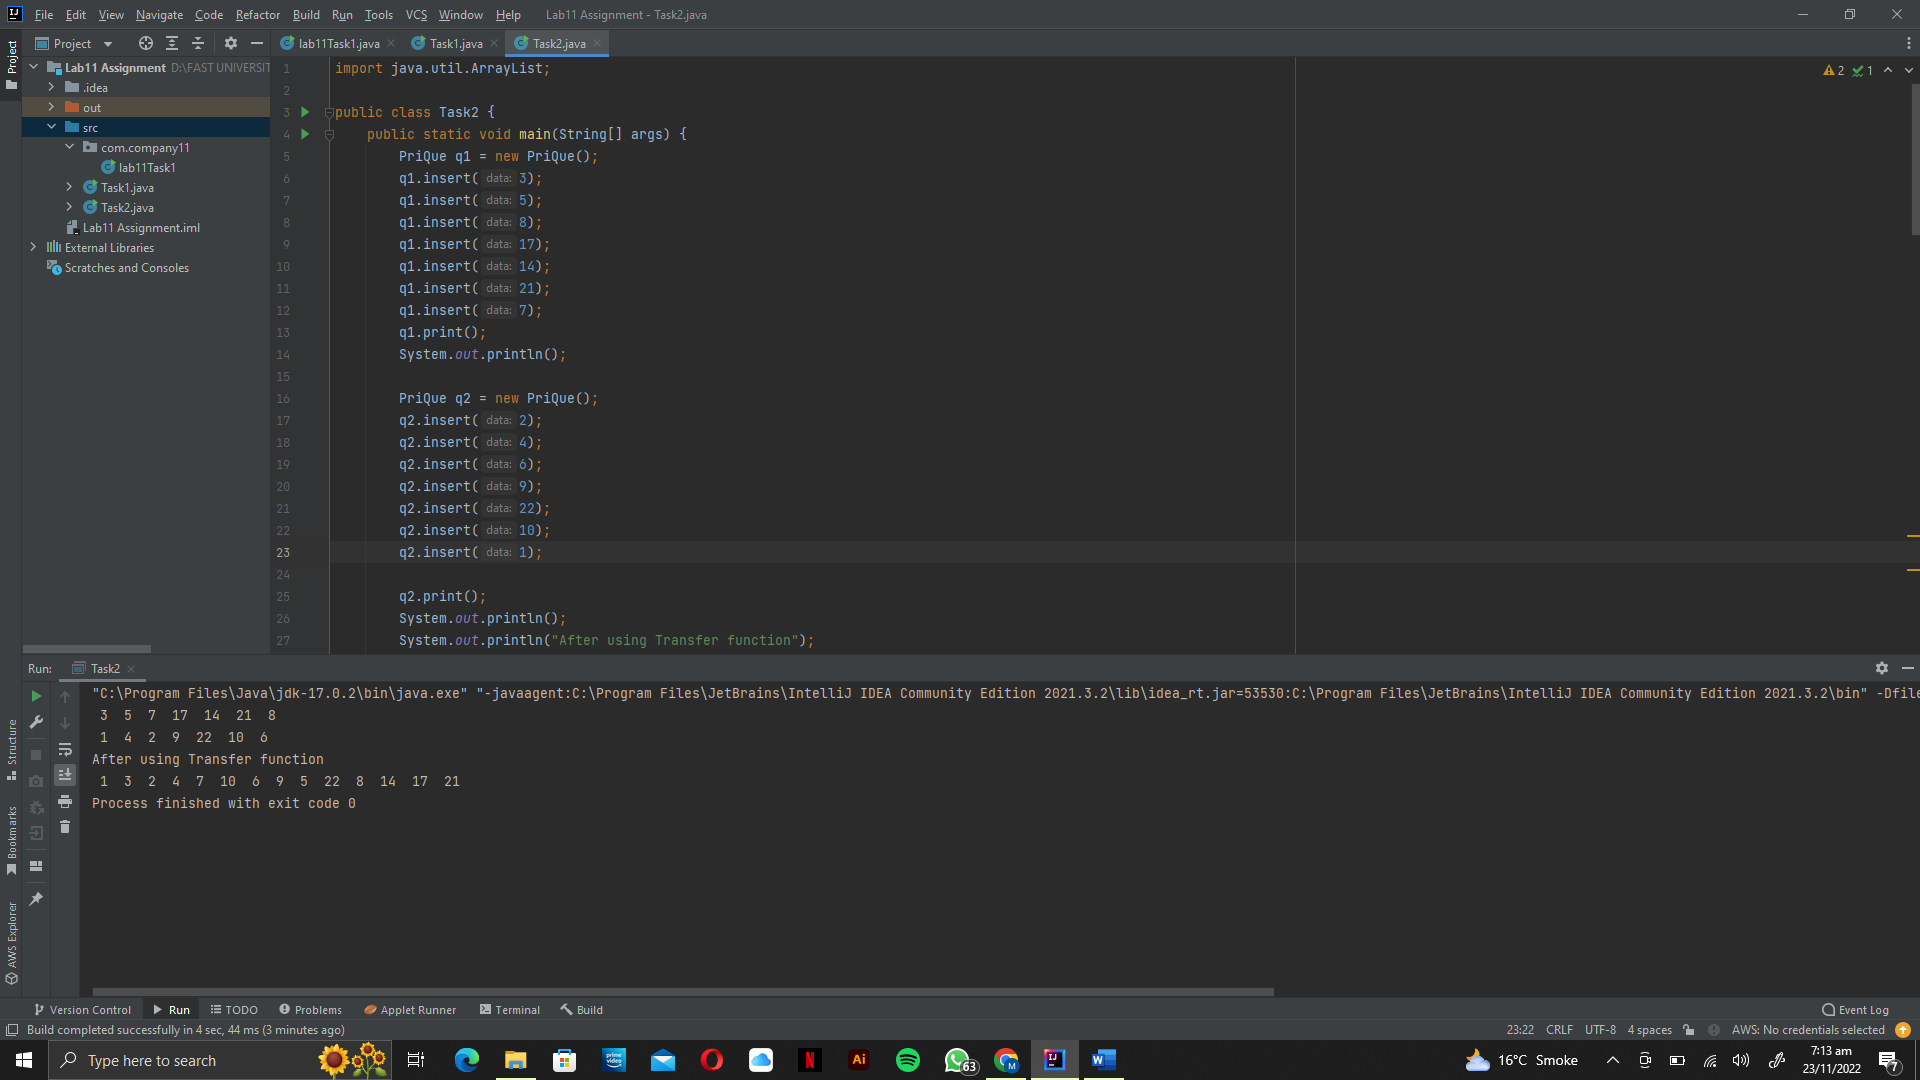 File Edit View Navigate Code Refactor Build Run Tools VCS Window Help Lab11 Assignment - Task2.java
Project
lab11Task1.java Task1.java Task2.java
Project
Lab11 Assignment D:\FAST UNIVERSIT
.idea
out
src
com.company11
lab11Task1
Task1.java
Task2.java
Lab11 Assignment.iml
External Libraries
Scratches and Consoles
2 1
1 import java.util.ArrayList;
2
3 public class Task2 {
4 public static void main(String[] args) {
5 PriQue q1 = new PriQue();
6 q1.insert( data: 3);
7 q1.insert( data: 5);
8 q1.insert( data: 8);
9 q1.insert( data: 17);
10 q1.insert( data: 14);
11 q1.insert( data: 21);
12 q1.insert( data: 7);
13 q1.print();
14 System.out.println();
15
16 PriQue q2 = new PriQue();
17 q2.insert( data: 2);
18 q2.insert( data: 4);
19 q2.insert( data: 6);
20 q2.insert( data: 9);
21 q2.insert( data: 22);
22 q2.insert( data: 10);
23 q2.insert( data: 1);
24
25 q2.print();
26 System.out.println();
27 System.out.println("After using Transfer function");
Run: Task2
"C:\Program Files\Java\jdk-17.0.2\bin\java.exe" "-javaagent:C:\Program Files\JetBrains\IntelliJ IDEA Community Edition 2021.3.2\lib\idea_rt.jar=53530:C:\Program Files\JetBrains\IntelliJ IDEA Community Edition 2021.3.2\bin" -Dfile
3 5 7 17 14 21 8
1 4 2 9 22 10 6
After using Transfer function
1 3 2 4 7 10 6 9 5 22 8 14 17 21
Process finished with exit code 0
Structure
Bookmarks
AWS Explorer
Version Control Run TODO Problems Applet Runner Terminal Build Event Log
Build completed successfully in 4 sec, 44 ms (3 minutes ago) 23:22 CRLF UTF-8 4 spaces AWS: No credentials selected
Type here to search
prime video
Ai
63
M
16°C Smoke
7:13 am
23/11/2022
7